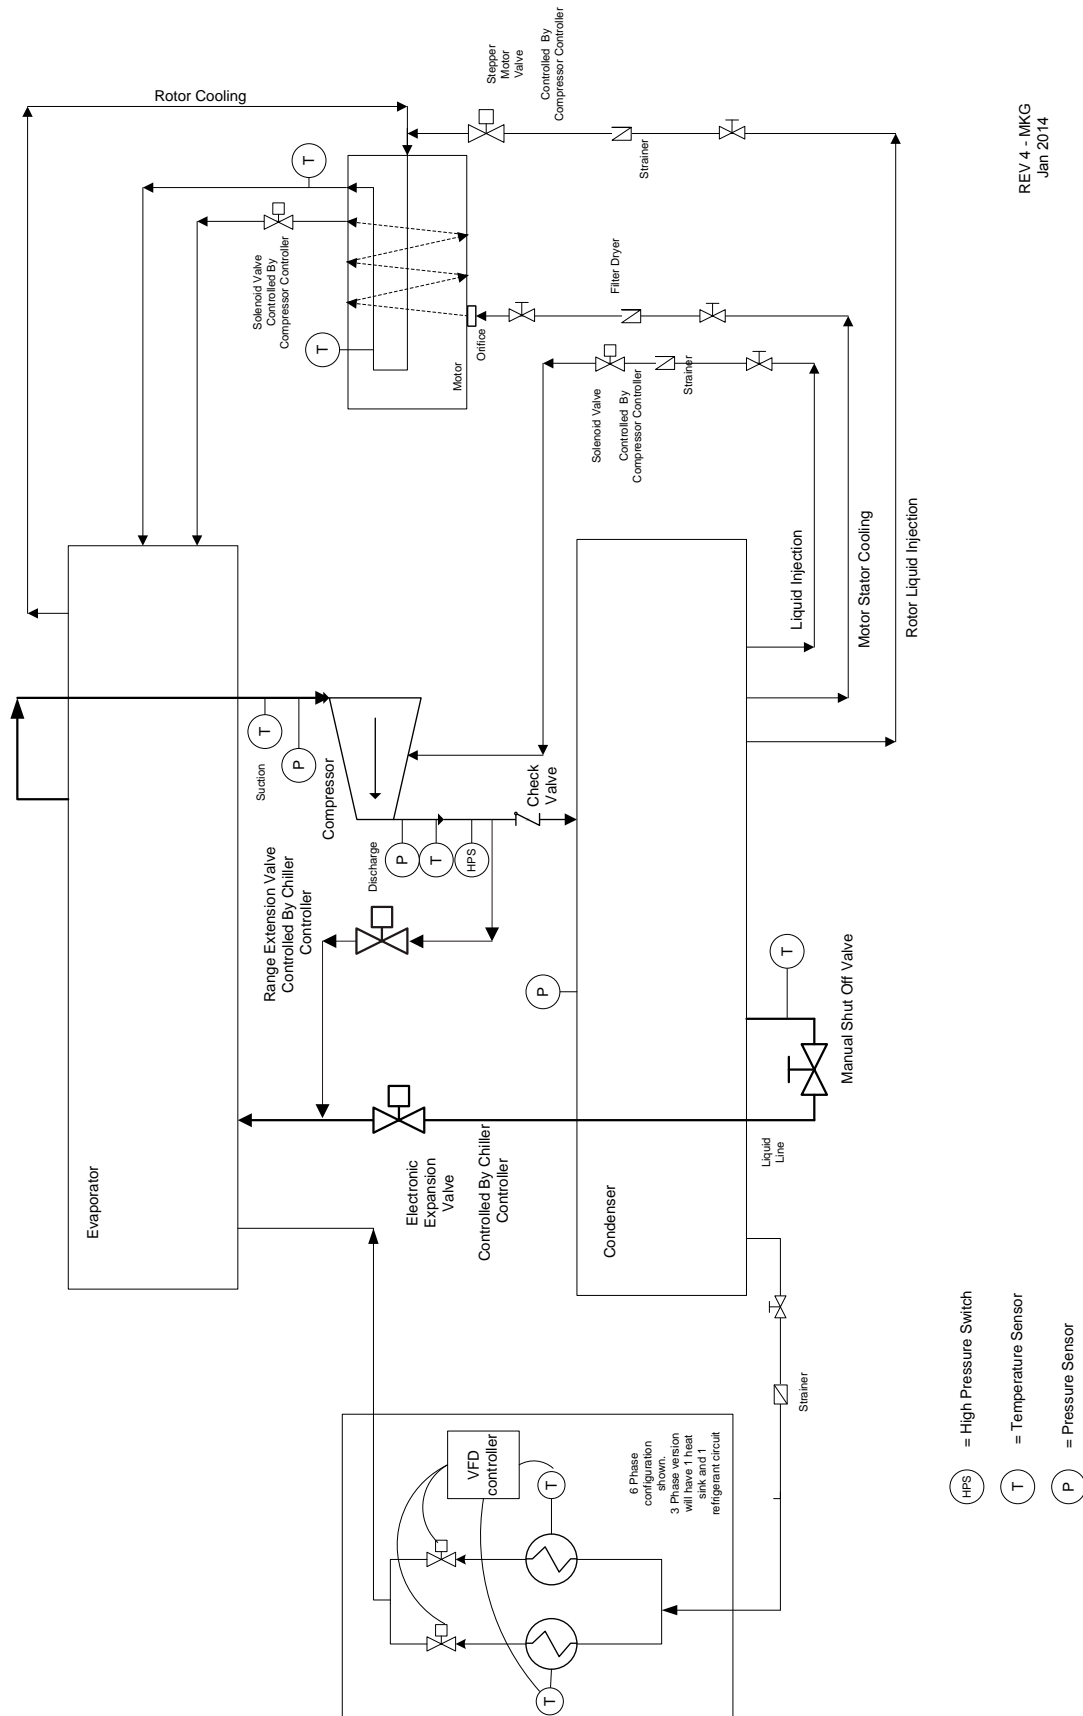 Rotor Cooling
T
Solenoid Valve
Controlled By
Compressor Controller
T
Motor
Orifice
Stepper
Motor
Valve
Controlled By
Compressor Controller
Strainer
Filter Dryer
Solenoid Valve
Controlled By
Compressor Controller
Strainer
REV 4 - MKG
Jan 2014
Evaporator
T
P
Suction
Compressor
Discharge
P
T
HPS
Check
Valve
Range Extension Valve
Controlled By Chiller
Controller
P
Electronic
Expansion
Valve
Controlled By Chiller
Controller
Condenser
Liquid Injection
Motor Stator Cooling
Rotor Liquid Injection
T
Manual Shut Off Valve
Liquid
Line
Strainer
VFD
controller
T
T
6 Phase
configuration
shown.
3 Phase version
will have 1 heat
sink and 1
refrigerant circuit
HPS = High Pressure Switch
T = Temperature Sensor
P = Pressure Sensor